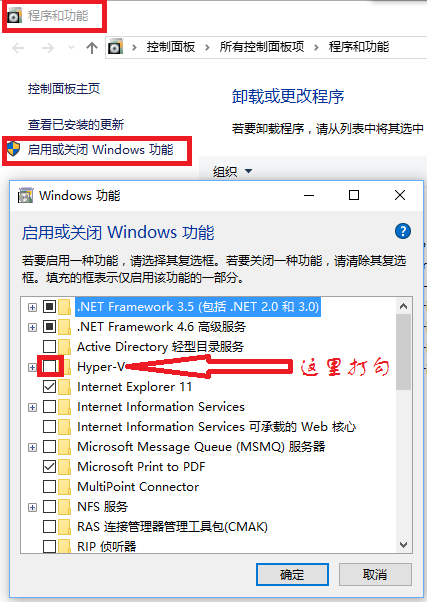 程序和功能
控制面板 > 所有控制面板项 > 程序和功能
控制面板主页
卸载或更改程序
查看已安装的更新
若要卸载程序，请从列表中将其选中
启用或关闭 Windows 功能
组织
Windows 功能
启用或关闭 Windows 功能
若要启用一种功能，请选择其复选框。若要关闭一种功能，请清除其复选
框。填充的框表示仅启用该功能的一部分。
.NET Framework 3.5 (包括 .NET 2.0 和 3.0)
.NET Framework 4.6 高级服务
Active Directory 轻型目录服务
Hyper-V 这里打勾
Internet Explorer 11
Internet Information Services
Internet Information Services 可承载的 Web 核心
Microsoft Message Queue (MSMQ) 服务器
Microsoft Print to PDF
MultiPoint Connector
NFS 服务
RAS 连接管理器管理工具包(CMAK)
RIP 侦听器
确定 取消